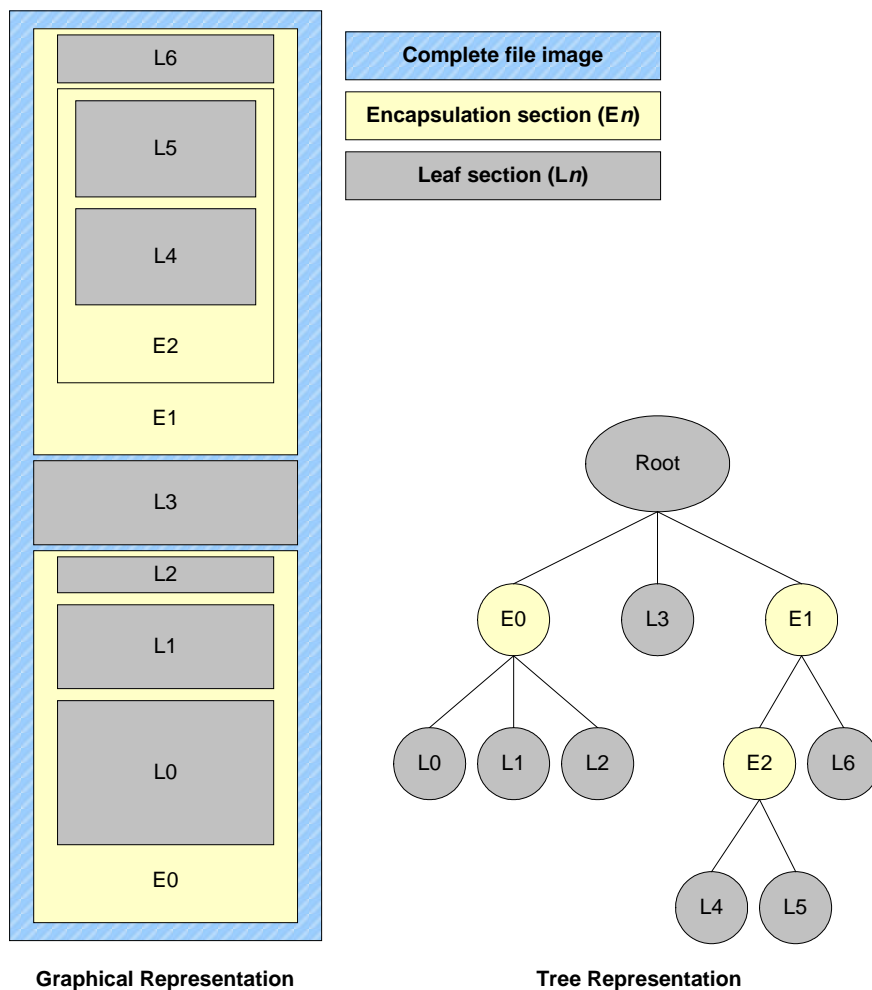 L6
L5
L4
E2
E1
L3
L2
L1
L0
E0
Complete file image
Encapsulation section (En)
Leaf section (Ln)
Root
E0
L3
E1
L0
L1
L2
E2
L6
L4
L5
Graphical Representation
Tree Representation